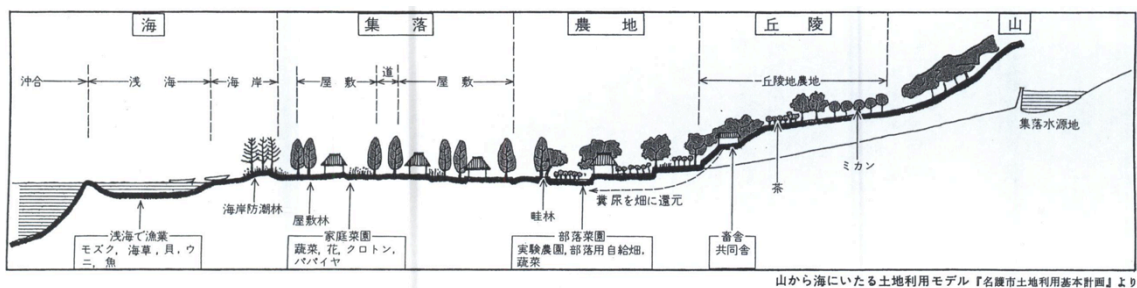 海
集落
農地
丘陵
山
沖合
浅海
海岸
屋敷
道
屋敷
丘陵地農地
集落水源地
ミカン
茶
海岸防潮林
屋敷林
畦林
糞尿を畑に還元
浅海で漁業
モズク，海草，貝，ウ
ニ，魚
家庭菜園
蔬菜，花，クロトン，
パパイヤ
部落菜園
実験農園，部落用自給畑，
蔬菜
畜舎
共同舎
山から海にいたる土地利用モデル『名護市土地利用基本計画』より